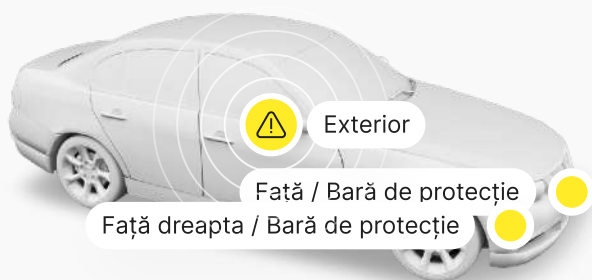 Exterior
Față / Bară de protecție
Față dreapta / Bară de protecție